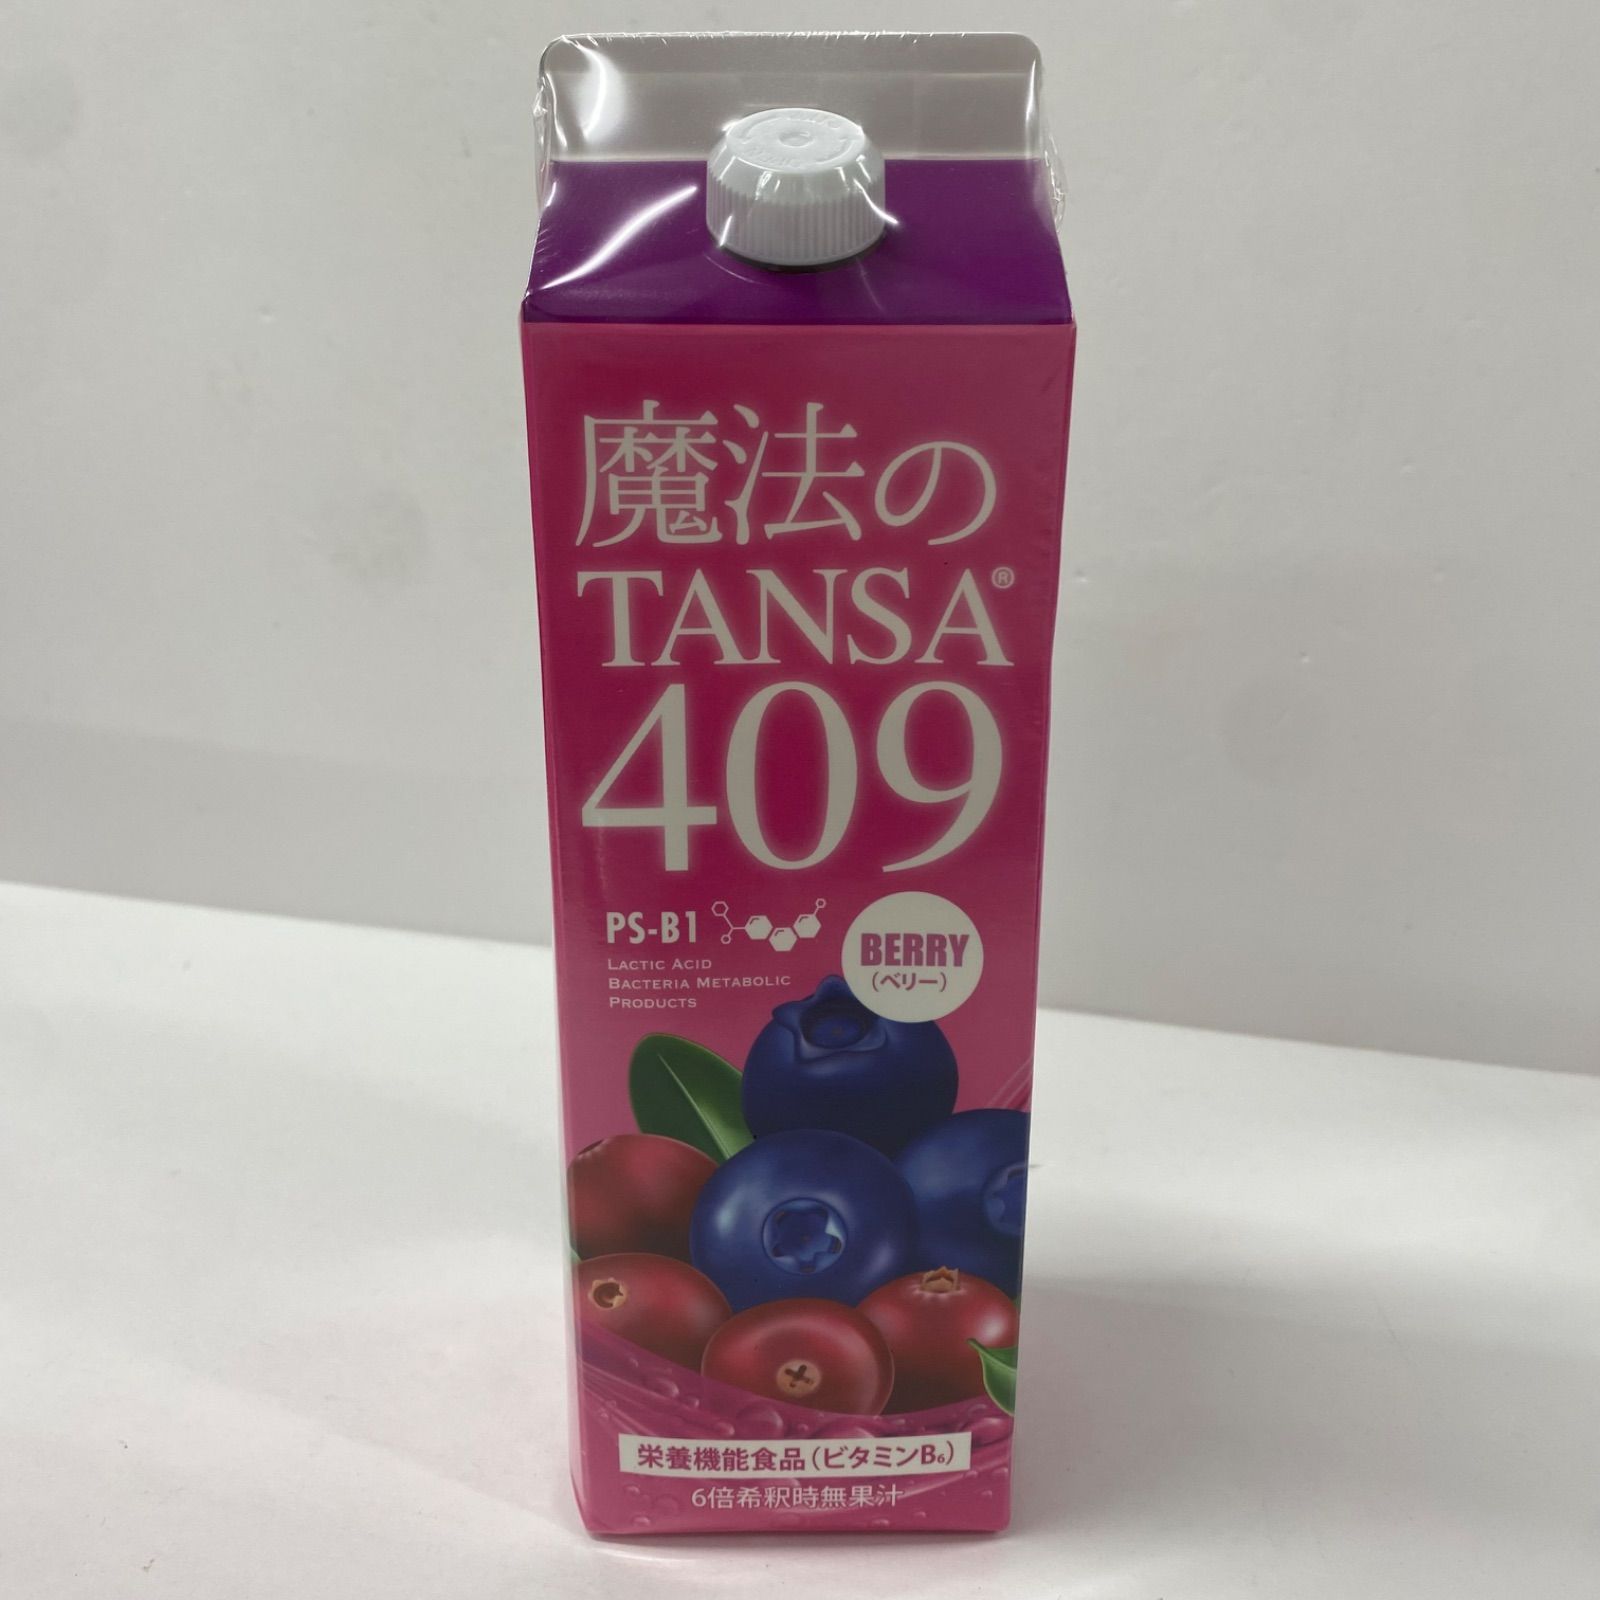 魔法の
TANSA®
409
PS-B1
LACTIC ACID
BACTERIA METABOLIC
PRODUCTS
BERRY
(ベリー)
栄養機能食品(ビタミンB₆)
6倍希釈時無果汁